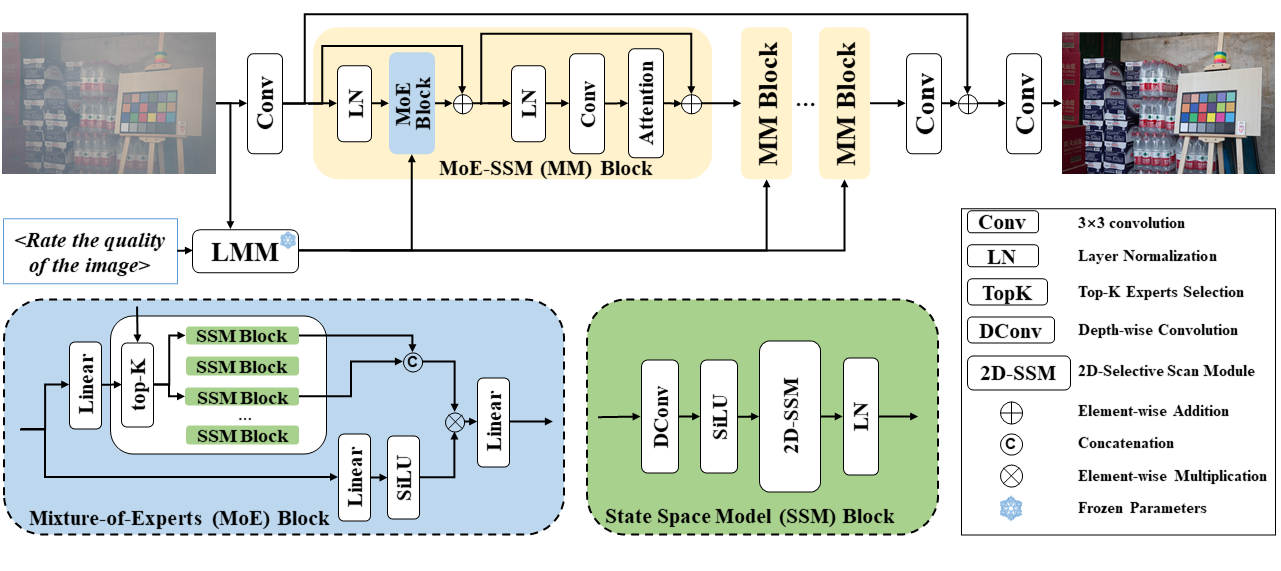 Conv
LN
MoE
Block
LN
Conv
Attention
MoE-SSM (MM) Block
MM Block
...
MM Block
Conv
Conv
<Rate the quality
of the image>
LMM
Linear
top-K
SSM Block
SSM Block
SSM Block
...
SSM Block
C
Linear
Linear
SiLU
Mixture-of-Experts (MoE) Block
DConv
SiLU
2D-SSM
LN
State Space Model (SSM) Block
Conv 3×3 convolution
LN Layer Normalization
TopK Top-K Experts Selection
DConv Depth-wise Convolution
2D-SSM 2D-Selective Scan Module
Element-wise Addition
C Concatenation
Element-wise Multiplication
Frozen Parameters